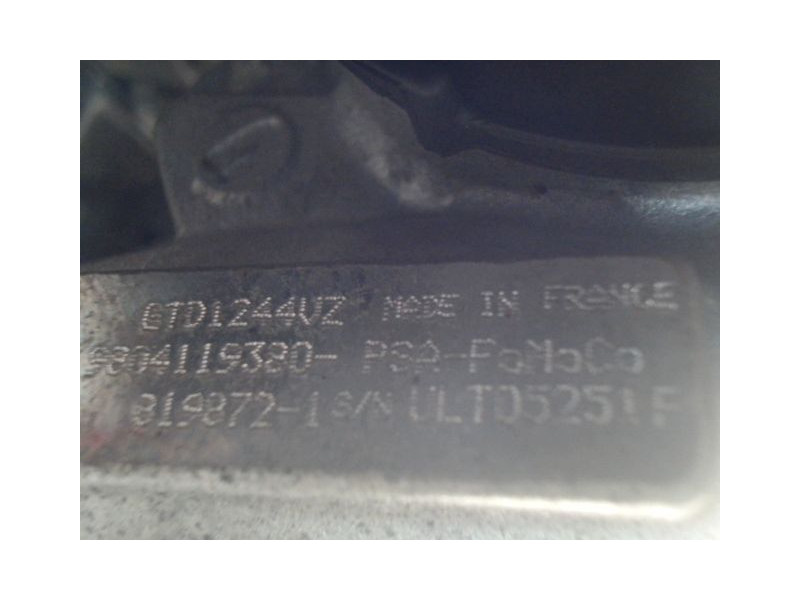 GTD1244VZ MADE IN FRANCE
9804119380- PSA-FoMoCo
819872-1 S/N ULT05251F